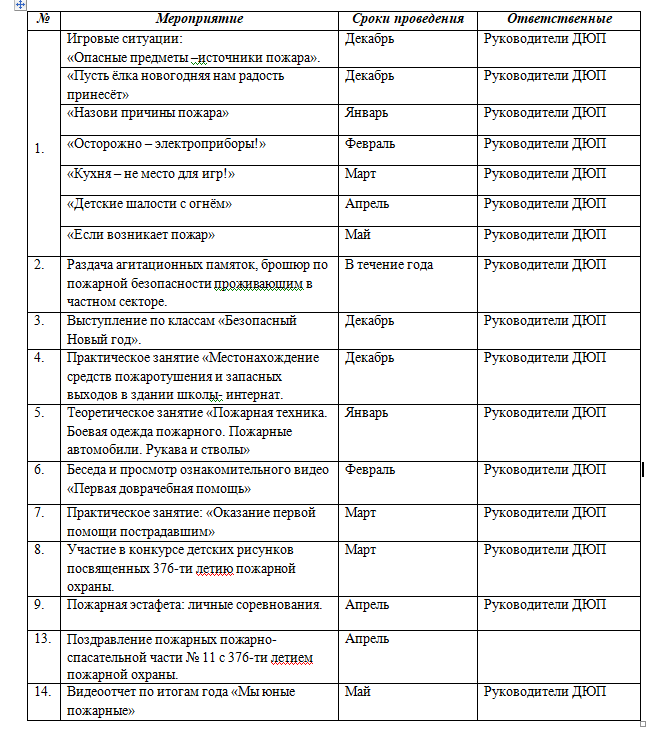 № Мероприятие Сроки проведения Ответственные
1.
Игровые ситуации: Декабрь Руководители ДЮП
«Опасные предметы –источники пожара».
«Пусть ёлка новогодняя нам радость Декабрь Руководители ДЮП
принесёт»
«Назови причины пожара» Январь Руководители ДЮП
«Осторожно – электроприборы!» Февраль Руководители ДЮП
«Кухня – не место для игр!» Март Руководители ДЮП
«Детские шалости с огнём» Апрель Руководители ДЮП
«Если возникает пожар» Май Руководители ДЮП
2. Раздача агитационных памяток, брошюр по В течение года Руководители ДЮП
пожарной безопасности проживающим в
частном секторе.
3. Выступление по классам «Безопасный Декабрь Руководители ДЮП
Новый год».
4. Практическое занятие «Местонахождение Декабрь Руководители ДЮП
средств пожаротушения и запасных
выходов в здании школы- интернат.
5. Теоретическое занятие «Пожарная техника. Январь Руководители ДЮП
Боевая одежда пожарного. Пожарные
автомобили. Рукава и стволы»
6. Беседа и просмотр ознакомительного видео Февраль Руководители ДЮП
«Первая доврачебная помощь»
7. Практическое занятие: «Оказание первой Март Руководители ДЮП
помощи пострадавшим»
8. Участие в конкурсе детских рисунков Март Руководители ДЮП
посвященных 376-ти летию пожарной
охраны.
9. Пожарная эстафета: личные соревнования. Апрель Руководители ДЮП
13. Поздравление пожарных пожарно- Апрель
спасательной части № 11 с 376-ти летием
пожарной охраны.
14. Видеоотчет по итогам года «Мы юные Май Руководители ДЮП
пожарные»